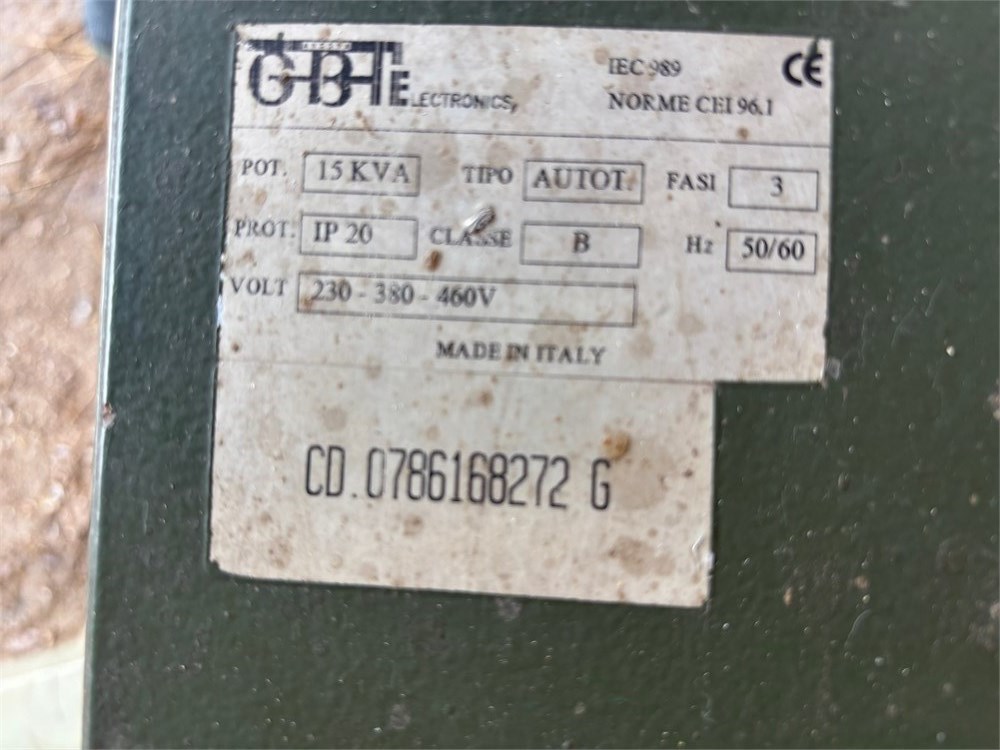 GBTE ELECTRONICS,
IEC 989
NORME CEI 96.1
CE
POT. 15 KVA TIPO AUTOT. FASI 3
PROT. IP 20 CLASSE B Hz 50/60
VOLT 230 - 380 - 460V
MADE IN ITALY
CD.0786168272 G